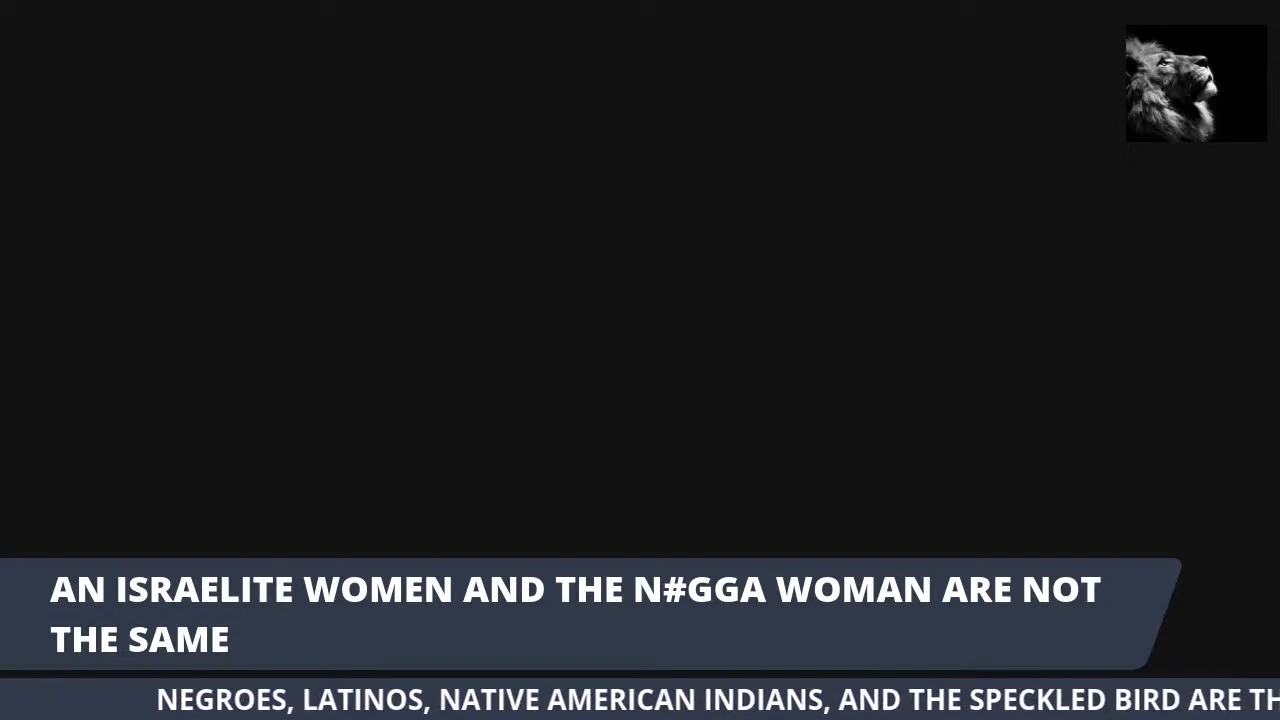 AN ISRAELITE WOMEN AND THE N#GGA WOMAN ARE NOT
THE SAME
NEGROES, LATINOS, NATIVE AMERICAN INDIANS, AND THE SPECKLED BIRD ARE